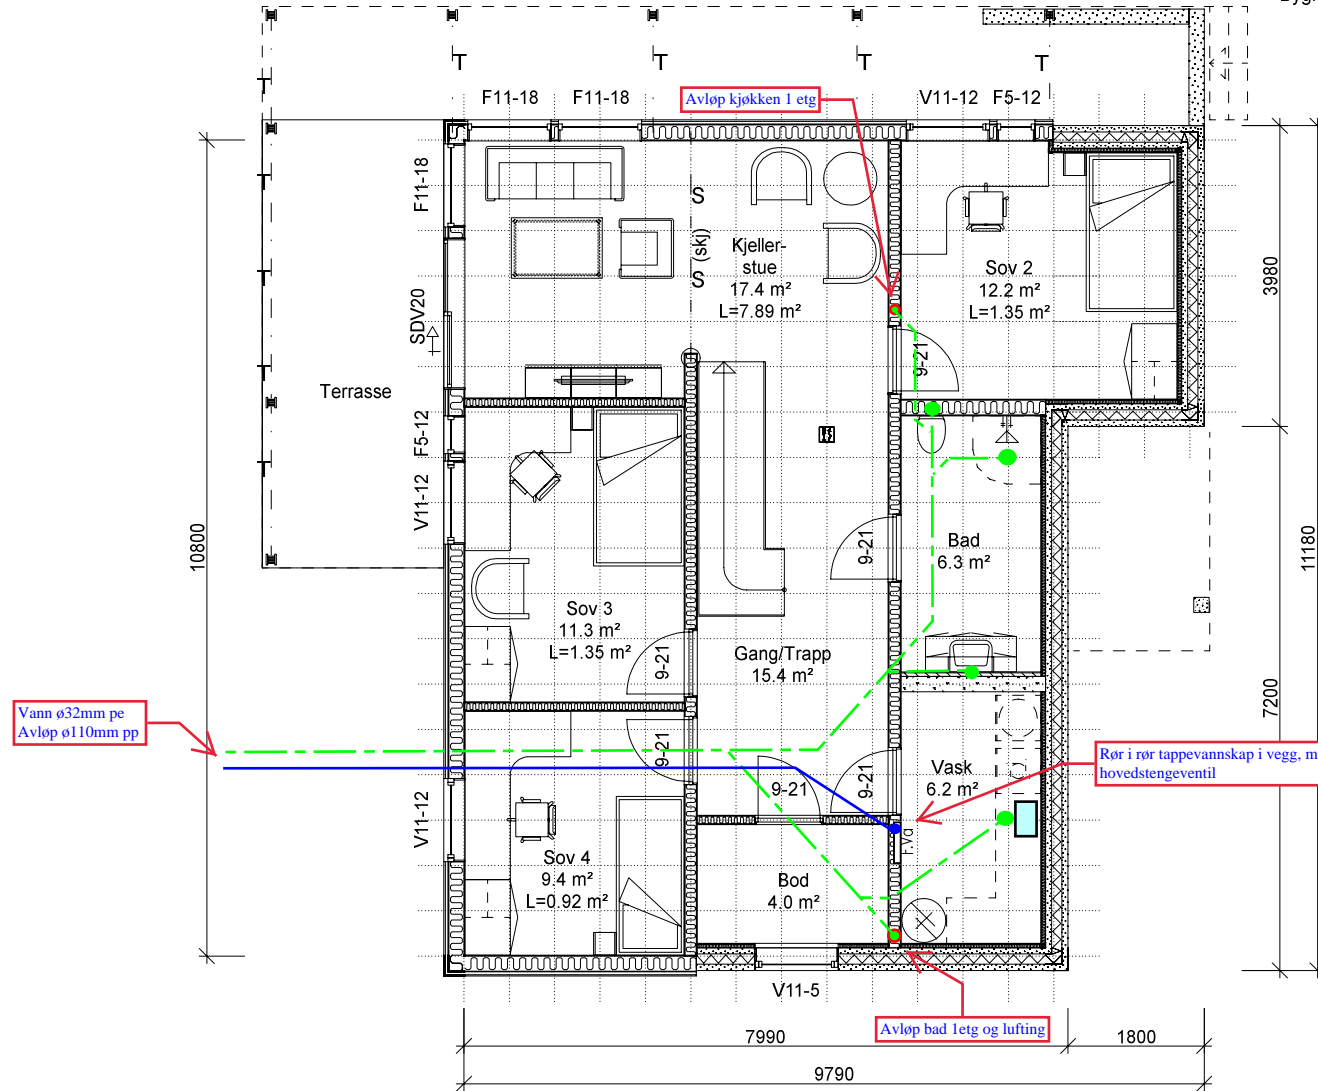 T
T
T
T
F11-18
F11-18
Avløp kjøkken 1 etg
V11-12
F5-12
T
T
T
T
T
F11-18
SDV20
F5-12
V11-12
V11-12
Terrasse
S
S (skj)
Kjeller-
stue
17.4 m²
L=7.89 m²
Sov 2
12.2 m²
L=1.35 m²
9-21
3980
10800
11180
7200
Bad
6.3 m²
9-21
Sov 3
11.3 m²
L=1.35 m²
9-21
Gang/Trapp
15.4 m²
Vann ø32mm pe
Avløp ø110mm pp
9-21
9-21
9-21
Vask
6.2 m²
Rør i rør tappevannskap i vegg, m
hovedstengeventil
Sov 4
9.4 m²
L=0.92 m²
Bod
4.0 m²
V11-5
Avløp bad 1etg og lufting
7990
1800
9790